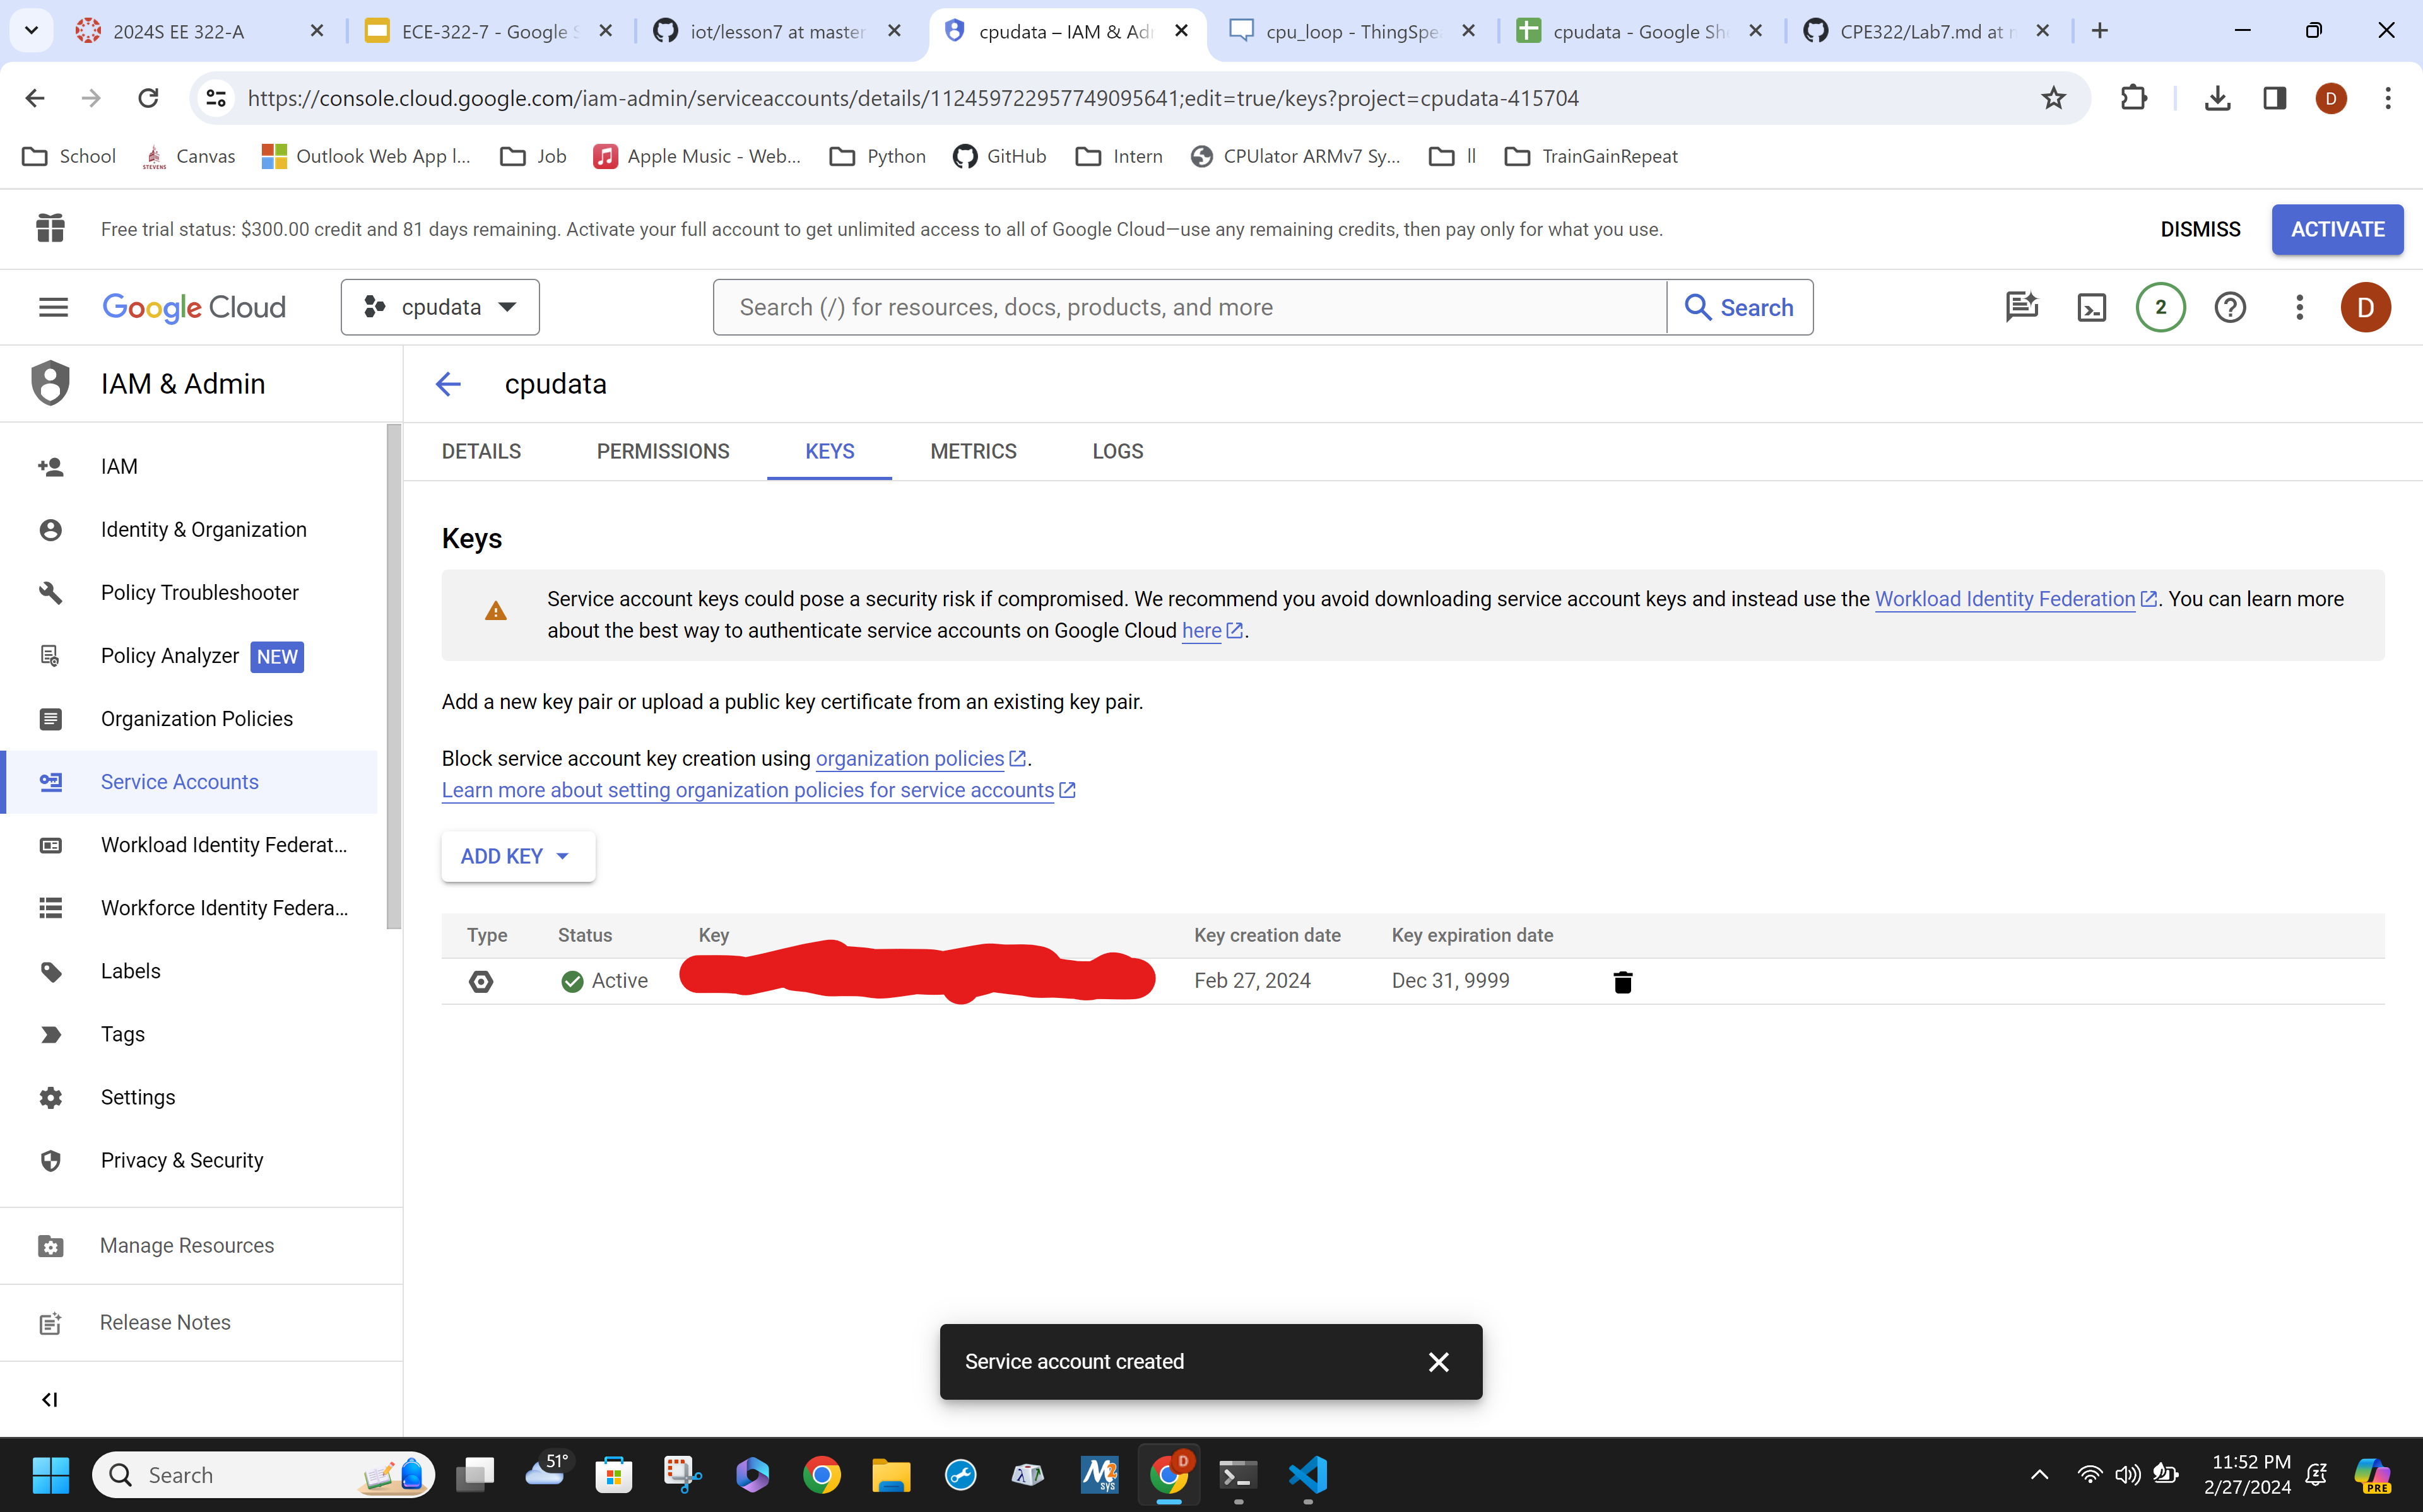 2024S EE 322-A
ECE-322-7 - Google
iot/lesson7 at master
cpudata – IAM & Ad
cpu_loop - ThingSpe
cpudata - Google She
CPE322/Lab7.md at
https://console.cloud.google.com/iam-admin/serviceaccounts/details/112459722957749095641;edit=true/keys?project=cpudata-415704
D
School
STEVENS
Canvas
Outlook Web App l...
Job
Apple Music - Web...
Python
GitHub
Intern
CPUlator ARMv7 Sy...
ll
TrainGainRepeat
Free trial status: $300.00 credit and 81 days remaining. Activate your full account to get unlimited access to all of Google Cloud—use any remaining credits, then pay only for what you use.
DISMISS
ACTIVATE
Google Cloud
cpudata
Search (/) for resources, docs, products, and more
Search
2
D
IAM & Admin
cpudata
DETAILS
PERMISSIONS
KEYS
METRICS
LOGS
IAM
Identity & Organization
Policy Troubleshooter
Policy Analyzer NEW
Organization Policies
Service Accounts
Workload Identity Federat...
Workforce Identity Federa...
Labels
Tags
Settings
Privacy & Security
Manage Resources
Release Notes
Keys
Service account keys could pose a security risk if compromised. We recommend you avoid downloading service account keys and instead use the Workload Identity Federation. You can learn more
about the best way to authenticate service accounts on Google Cloud here.
Add a new key pair or upload a public key certificate from an existing key pair.
Block service account key creation using organization policies.
Learn more about setting organization policies for service accounts
ADD KEY
Type Status Key Key creation date Key expiration date
Active Feb 27, 2024 Dec 31, 9999
Service account created
Search
51°
M2 sys
D
11:52 PM
2/27/2024
PRE